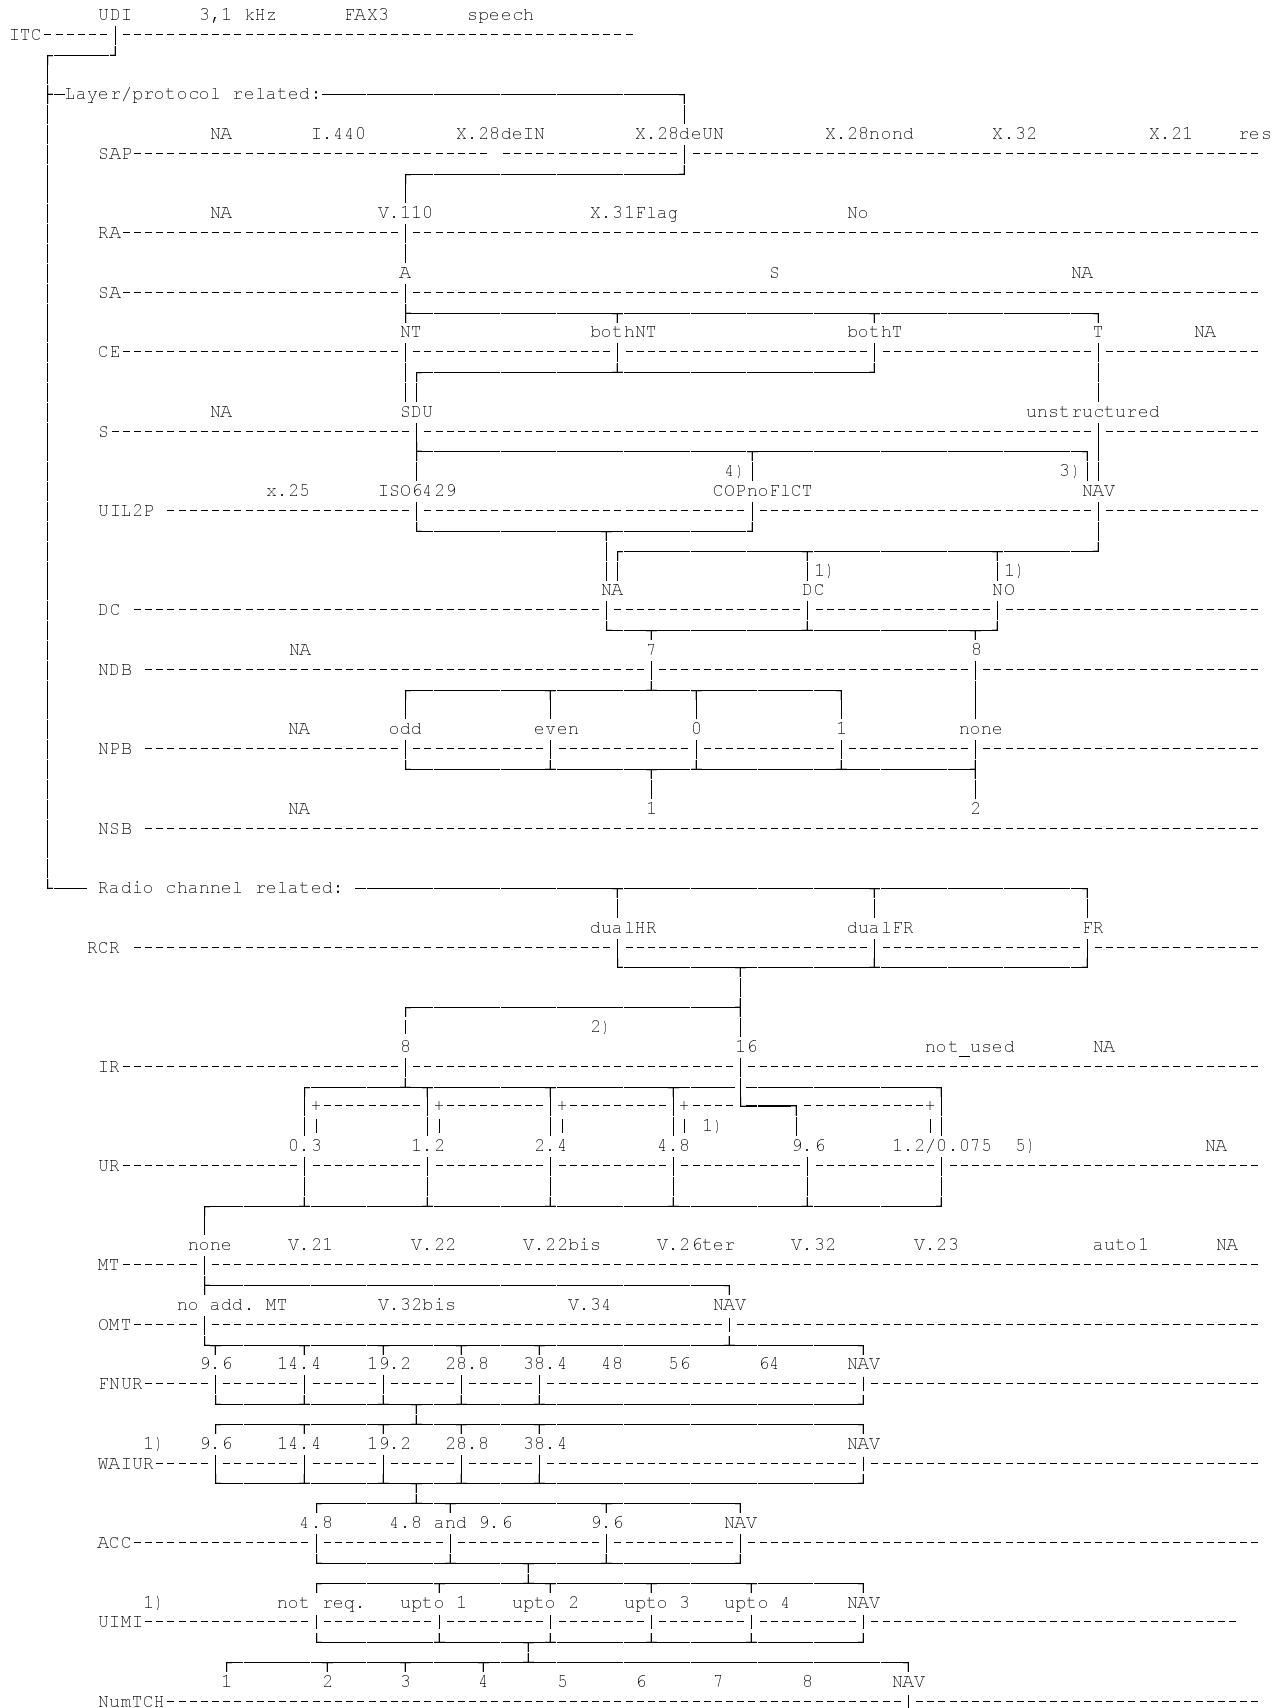 UDI 3,1 kHz FAX3 speech
ITC
Layer/protocol related:
NA I.440 X.28deIN X.28deUN X.28nond X.32 X.21 res
SAP
NA V.110 X.31Flag No
RA
A S NA
SA
NT bothNT bothT T NA
CE
NA SDU unstructured
S
4) 3)
x.25 ISO6429 COPnoFlCT NAV
UIL2P
1) 1)
NA DC NO
DC
NA 7 8
NDB
NA odd even 0 1 none
NPB
NA 1 2
NSB
Radio channel related:
dualHR dualFR FR
RCR
2)
8 16 not_used NA
IR
1)
0.3 1.2 2.4 4.8 9.6 1.2/0.075 5) NA
UR
none V.21 V.22 V.22bis V.26ter V.32 V.23 auto1 NA
MT
no add. MT V.32bis V.34 NAV
OMT
9.6 14.4 19.2 28.8 38.4 48 56 64 NAV
FNUR
1) 9.6 14.4 19.2 28.8 38.4 NAV
WAIUR
4.8 4.8 and 9.6 9.6 NAV
ACC
1) not req. upto 1 upto 2 upto 3 upto 4 NAV
UIMI
1 2 3 4 5 6 7 8 NAV
NumTCH